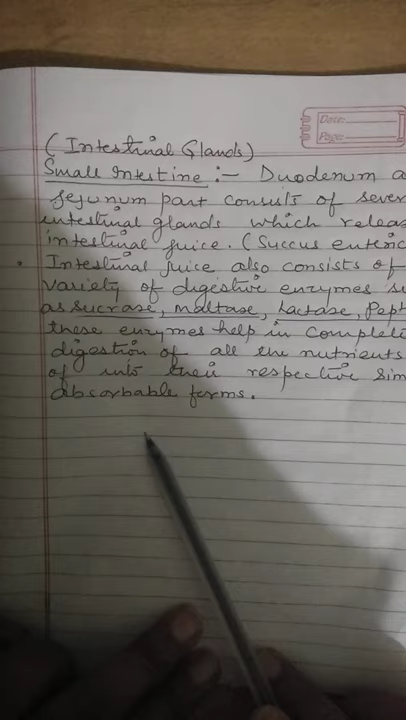 Date:
Page:
(Intestinal Glands)
Small Intestine :- Duodenum a
Jejunum part consists of sever
intestinal glands which releas
intestinal juice. (Succus enteric
• Intestinal juice also consists of
variety of digestive enzymes s
as sucrase, maltase, Lactase, Pept
these enzymes help in complet
digestion of all the nutrients
of into their respective sim
absorbable forms.